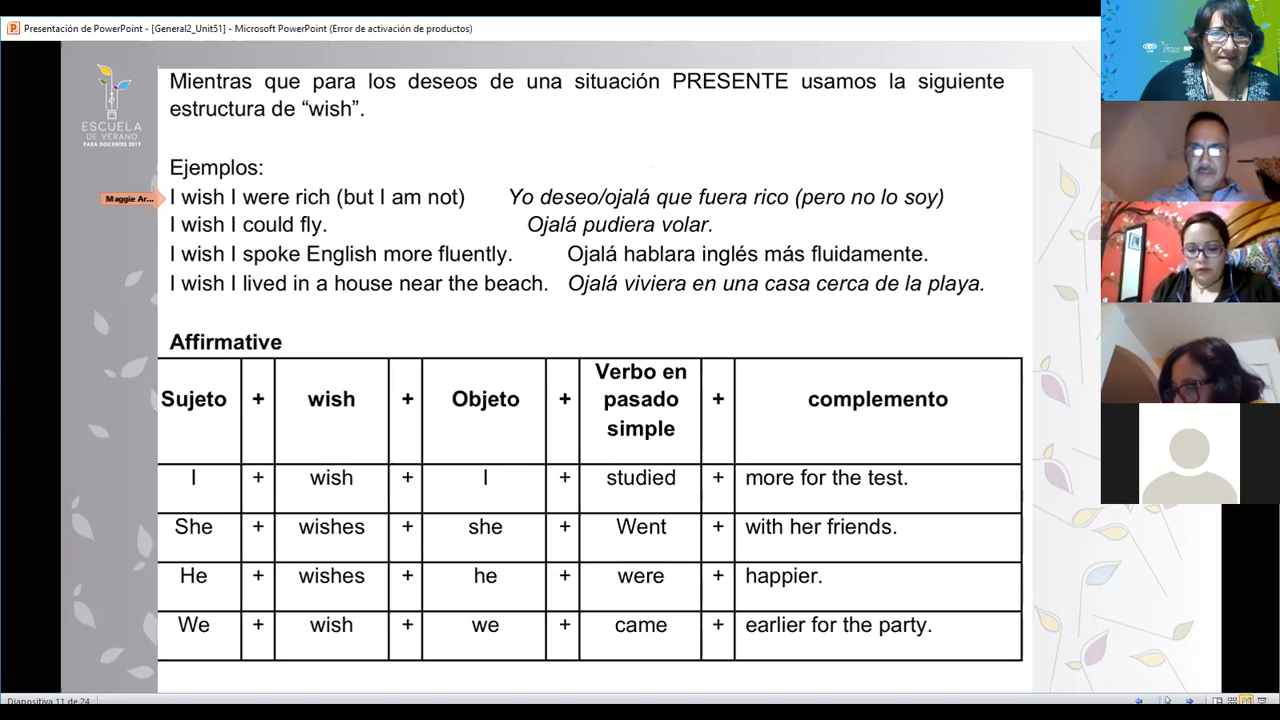 Presentación de PowerPoint - [General2_Unit51] - Microsoft PowerPoint (Error de activación de productos)
Mientras que para los deseos de una situación PRESENTE usamos la siguiente
estructura de “wish”.
ESCUELA
DE VERANO
PARA DOCENTES 2019
Ejemplos:
Maggie Ar...
I wish I were rich (but I am not) Yo deseo/ojalá que fuera rico (pero no lo soy)
I wish I could fly. Ojalá pudiera volar.
I wish I spoke English more fluently. Ojalá hablara inglés más fluidamente.
I wish I lived in a house near the beach. Ojalá viviera en una casa cerca de la playa.
Affirmative
Sujeto + wish + Objeto + Verbo en pasado simple + complemento
I + wish + I + studied + more for the test.
She + wishes + she + Went + with her friends.
He + wishes + he + were + happier.
We + wish + we + came + earlier for the party.
Diapositiva 11 de 24